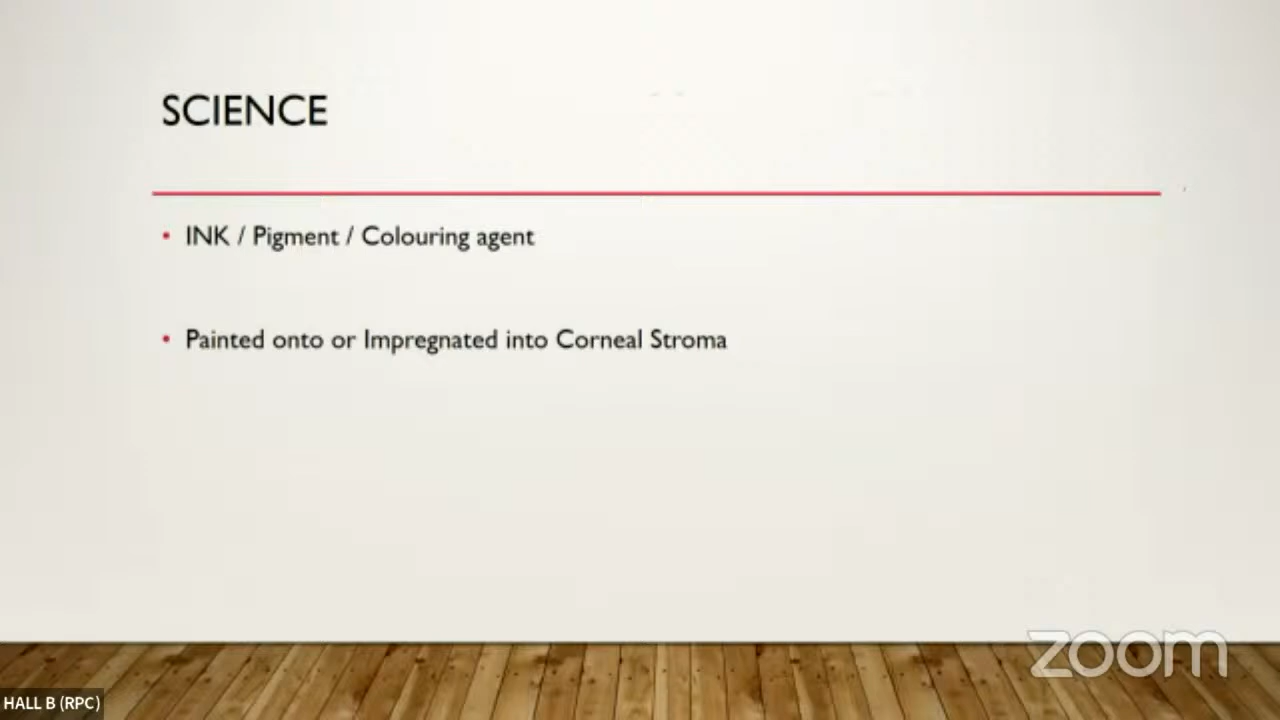 SCIENCE
• INK / Pigment / Colouring agent
• Painted onto or Impregnated into Corneal Stroma
zoom
HALL B (RPC)